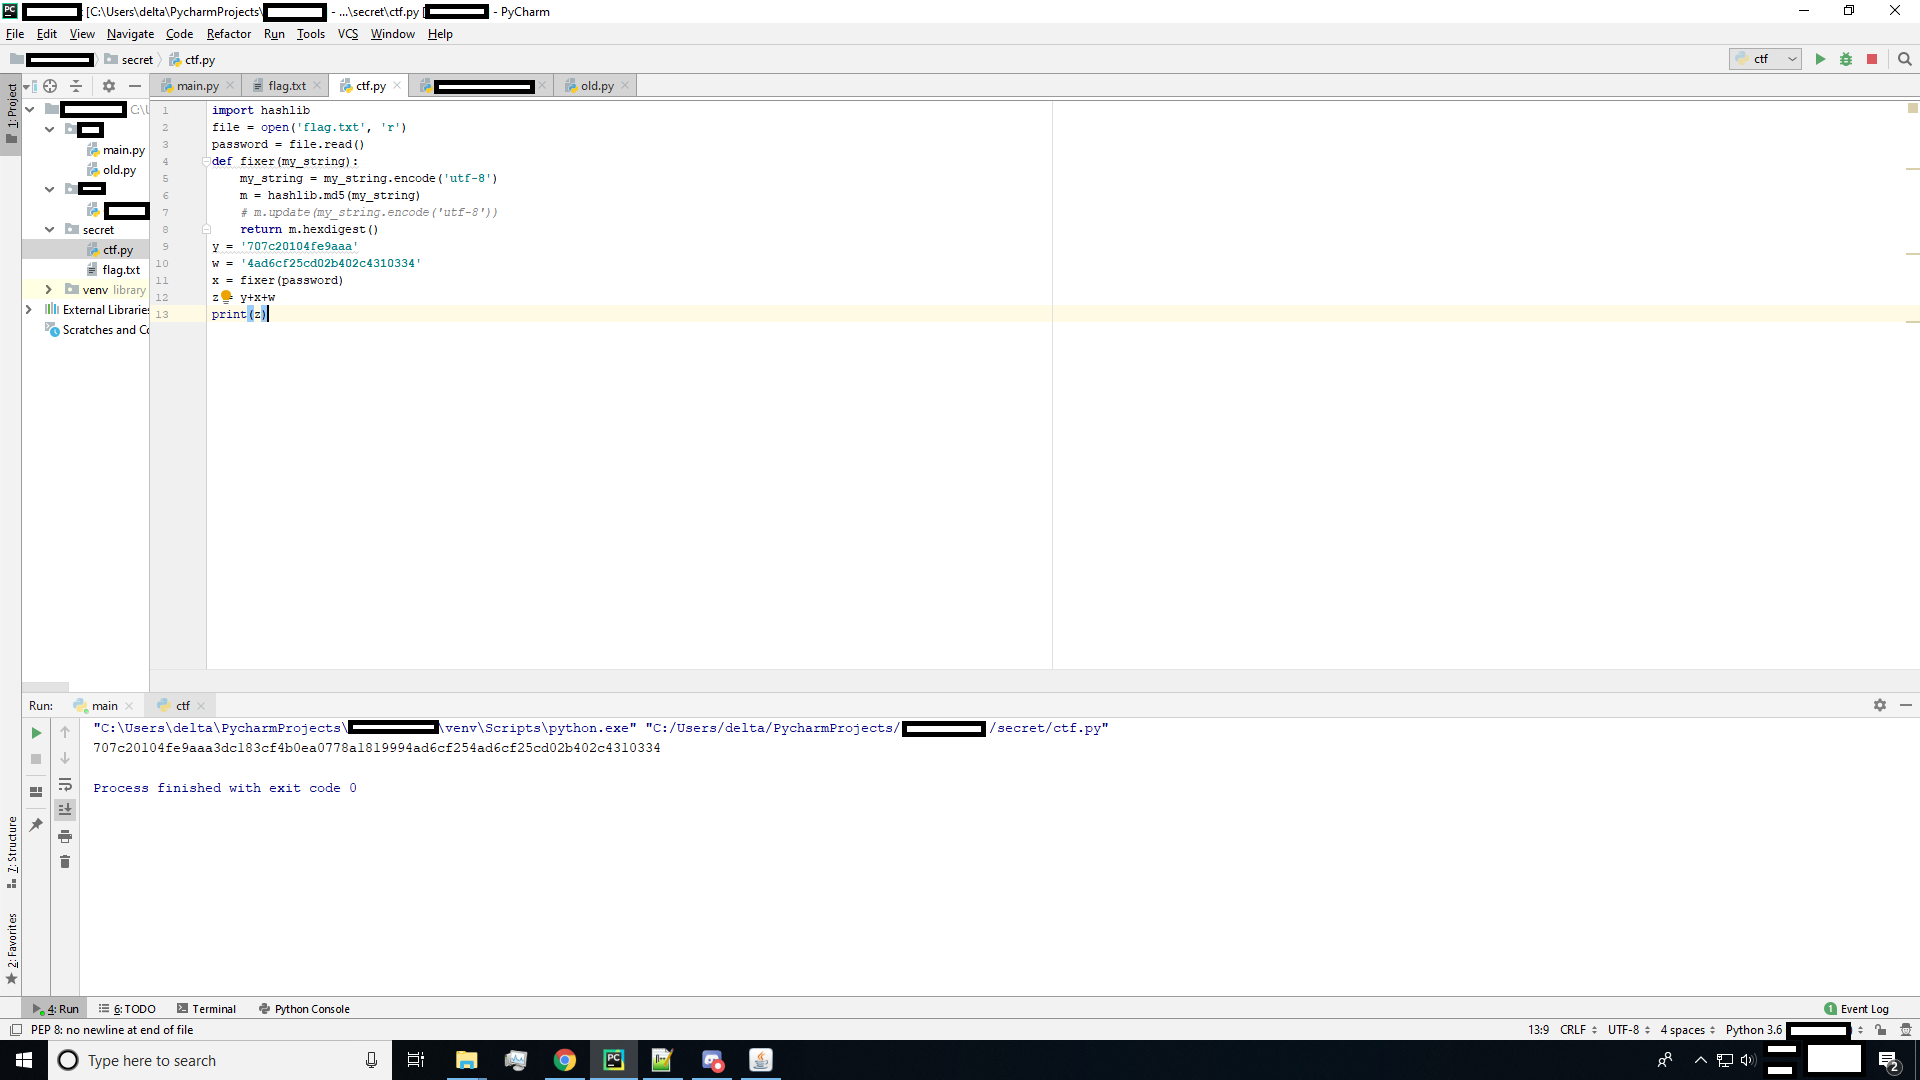 [C:\Users\delta\PycharmProjects\ - ...\secret\ctf.py [ - PyCharm
File Edit View Navigate Code Refactor Run Tools VCS Window Help
secret ctf.py ctf
1: Project
main.py flag.txt ctf.py old.py
C:\U
main.py
old.py
secret
ctf.py
flag.txt
venv library
External Libraries
Scratches and Co
1 import hashlib
2 file = open('flag.txt', 'r')
3 password = file.read()
4 def fixer(my_string):
5 my_string = my_string.encode('utf-8')
6 m = hashlib.md5(my_string)
7 # m.update(my_string.encode('utf-8'))
8 return m.hexdigest()
9 y = '707c20104fe9aaa'
10 w = '4ad6cf25cd02b402c4310334'
11 x = fixer(password)
12 z = y+x+w
13 print(z)
Run: main ctf
"C:\Users\delta\PycharmProjects\ \venv\Scripts\python.exe" "C:/Users/delta/PycharmProjects/ /secret/ctf.py"
707c20104fe9aaa3dc183cf4b0ea0778a1819994ad6cf254ad6cf25cd02b402c4310334
Process finished with exit code 0
7: Structure
2: Favorites
4: Run 6: TODO Terminal Python Console 1 Event Log
PEP 8: no newline at end of file 13:9 CRLF UTF-8 4 spaces Python 3.6
Type here to search
2